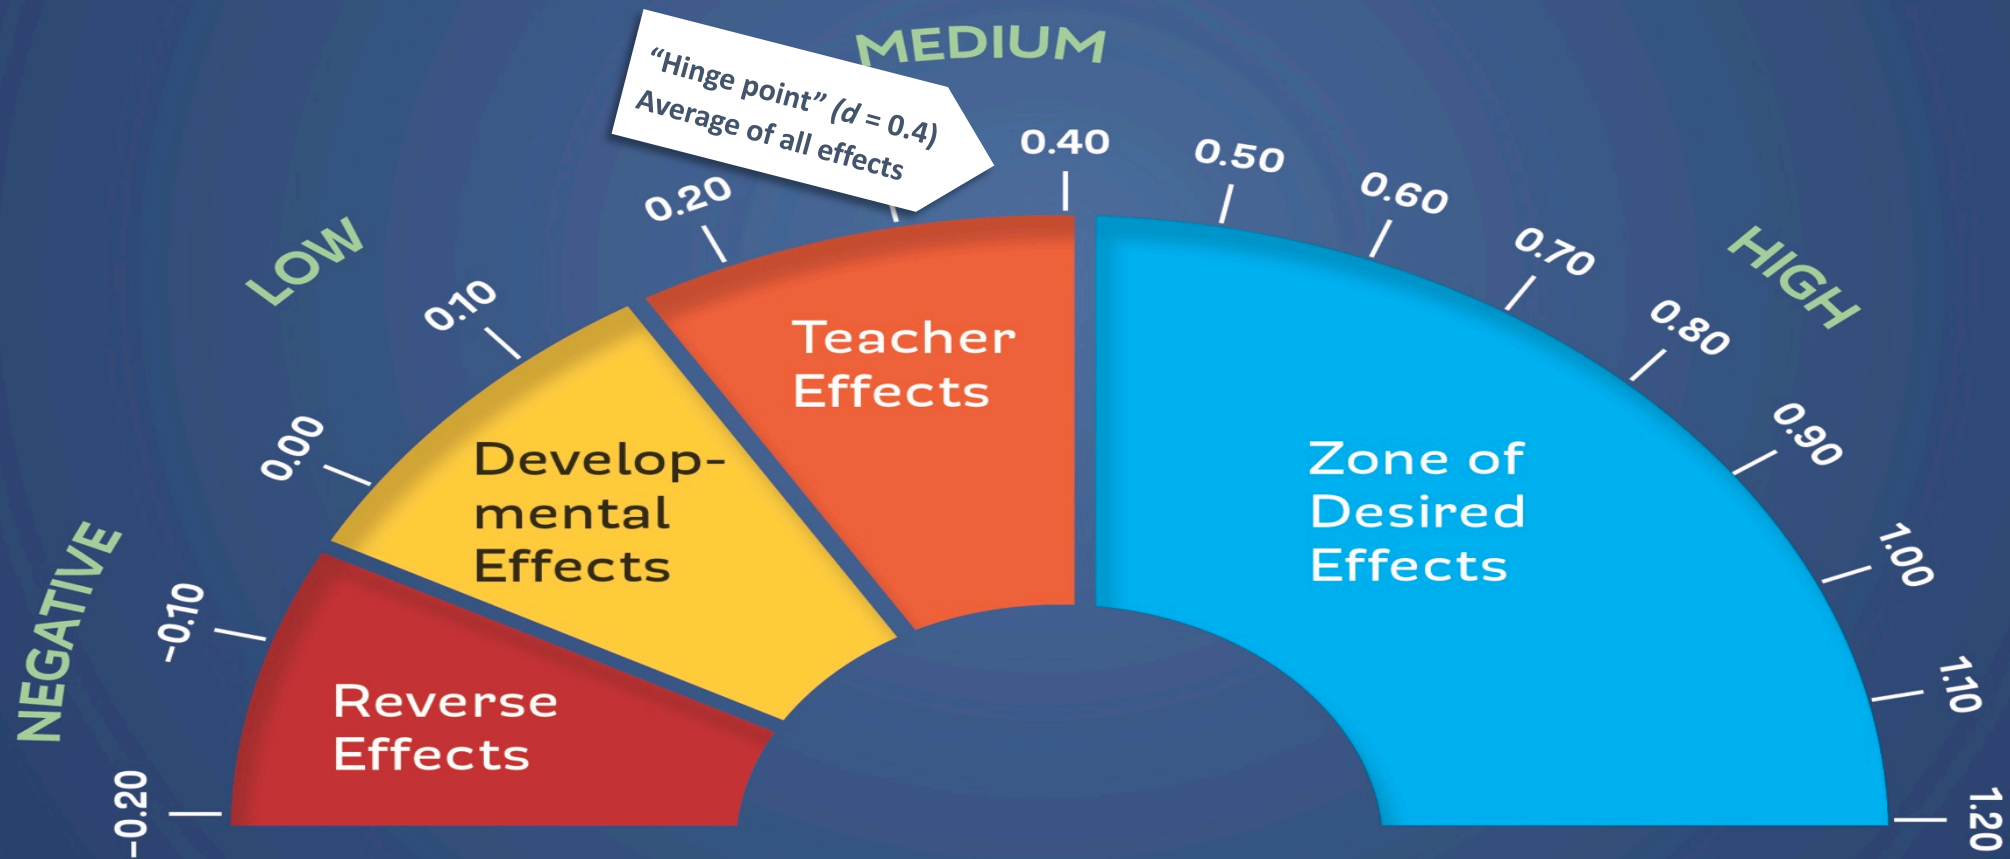 MEDIUM
“Hinge point” (d = 0.4)
Average of all effects
LOW
HIGH
NEGATIVE
-0.20
-0.10
0.00
0.10
0.20
0.40
0.50
0.60
0.70
0.80
0.90
1.00
1.10
1.20
Reverse
Effects
Develop-
mental
Effects
Teacher
Effects
Zone of
Desired
Effects